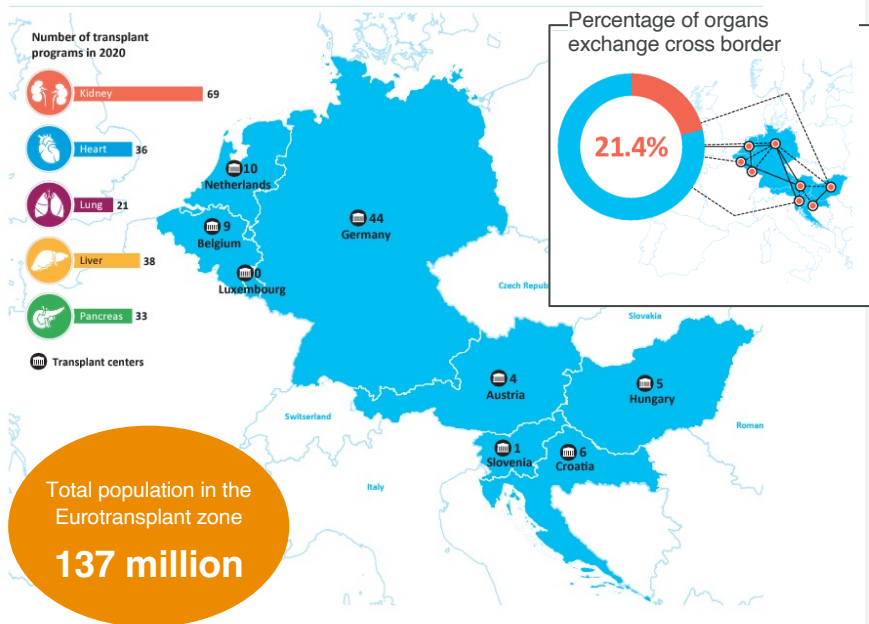 Number of transplant
programs in 2020
Kidney 69
Heart 36
Lung 21
Liver 38
Pancreas 33
Transplant centers
Percentage of organs
exchange cross border
21.4%
10
Netherlands
9
Belgium
0
Luxembourg
44
Germany
Czech Repub
Slovakia
4
Austria
5
Hungary
Switzerland
Roman
1
Slovenia
6
Croatia
Italy
Total population in the
Eurotransplant zone
137 million